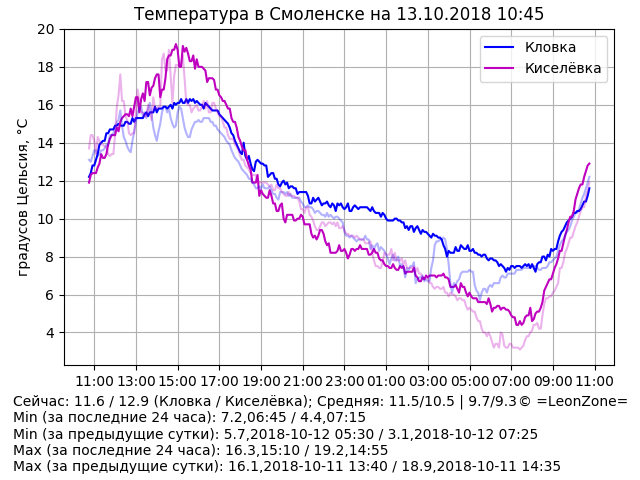 Температура в Смоленске на 13.10.2018 10:45
градусов Цельсия, °C
20
18
16
14
12
10
8
6
4
Кловка
Киселёвка
11:00 13:00 15:00 17:00 19:00 21:00 23:00 01:00 03:00 05:00 07:00 09:00 11:00
Сейчас: 11.6 / 12.9 (Кловка / Киселёвка); Средняя: 11.5/10.5 | 9.7/9.3© =LeonZone=
Min (за последние 24 часа): 7.2,06:45 / 4.4,07:15
Min (за предыдущие сутки): 5.7,2018-10-12 05:30 / 3.1,2018-10-12 07:25
Max (за последние 24 часа): 16.3,15:10 / 19.2,14:55
Max (за предыдущие сутки): 16.1,2018-10-11 13:40 / 18.9,2018-10-11 14:35